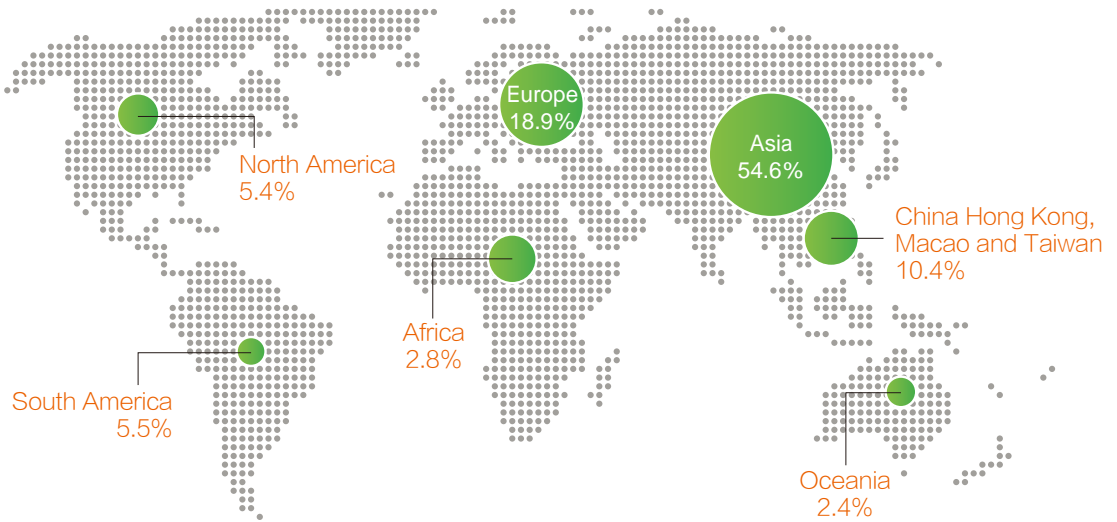 Europe
18.9%
Asia
54.6%
North America
5.4%
China Hong Kong,
Macao and Taiwan
10.4%
Africa
2.8%
South America
5.5%
Oceania
2.4%